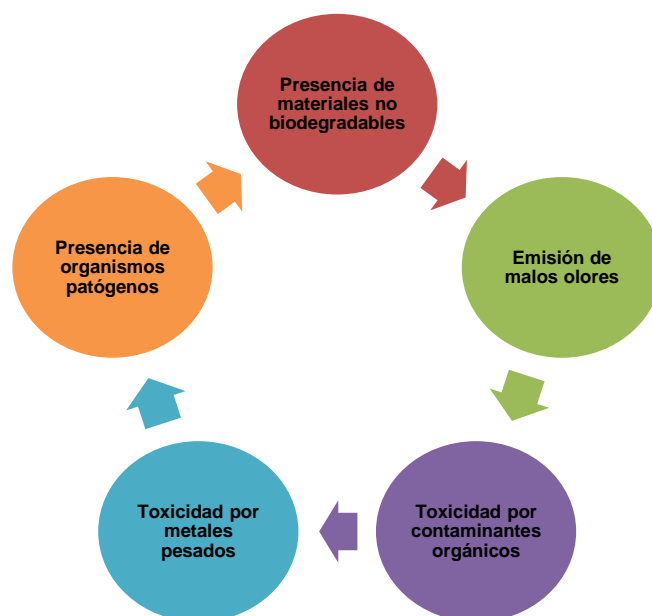 Presencia de
materiales no
biodegradables
Emisión de
malos olores
Toxicidad por
contaminantes
orgánicos
Toxicidad por
metales
pesados
Presencia de
organismos
patógenos